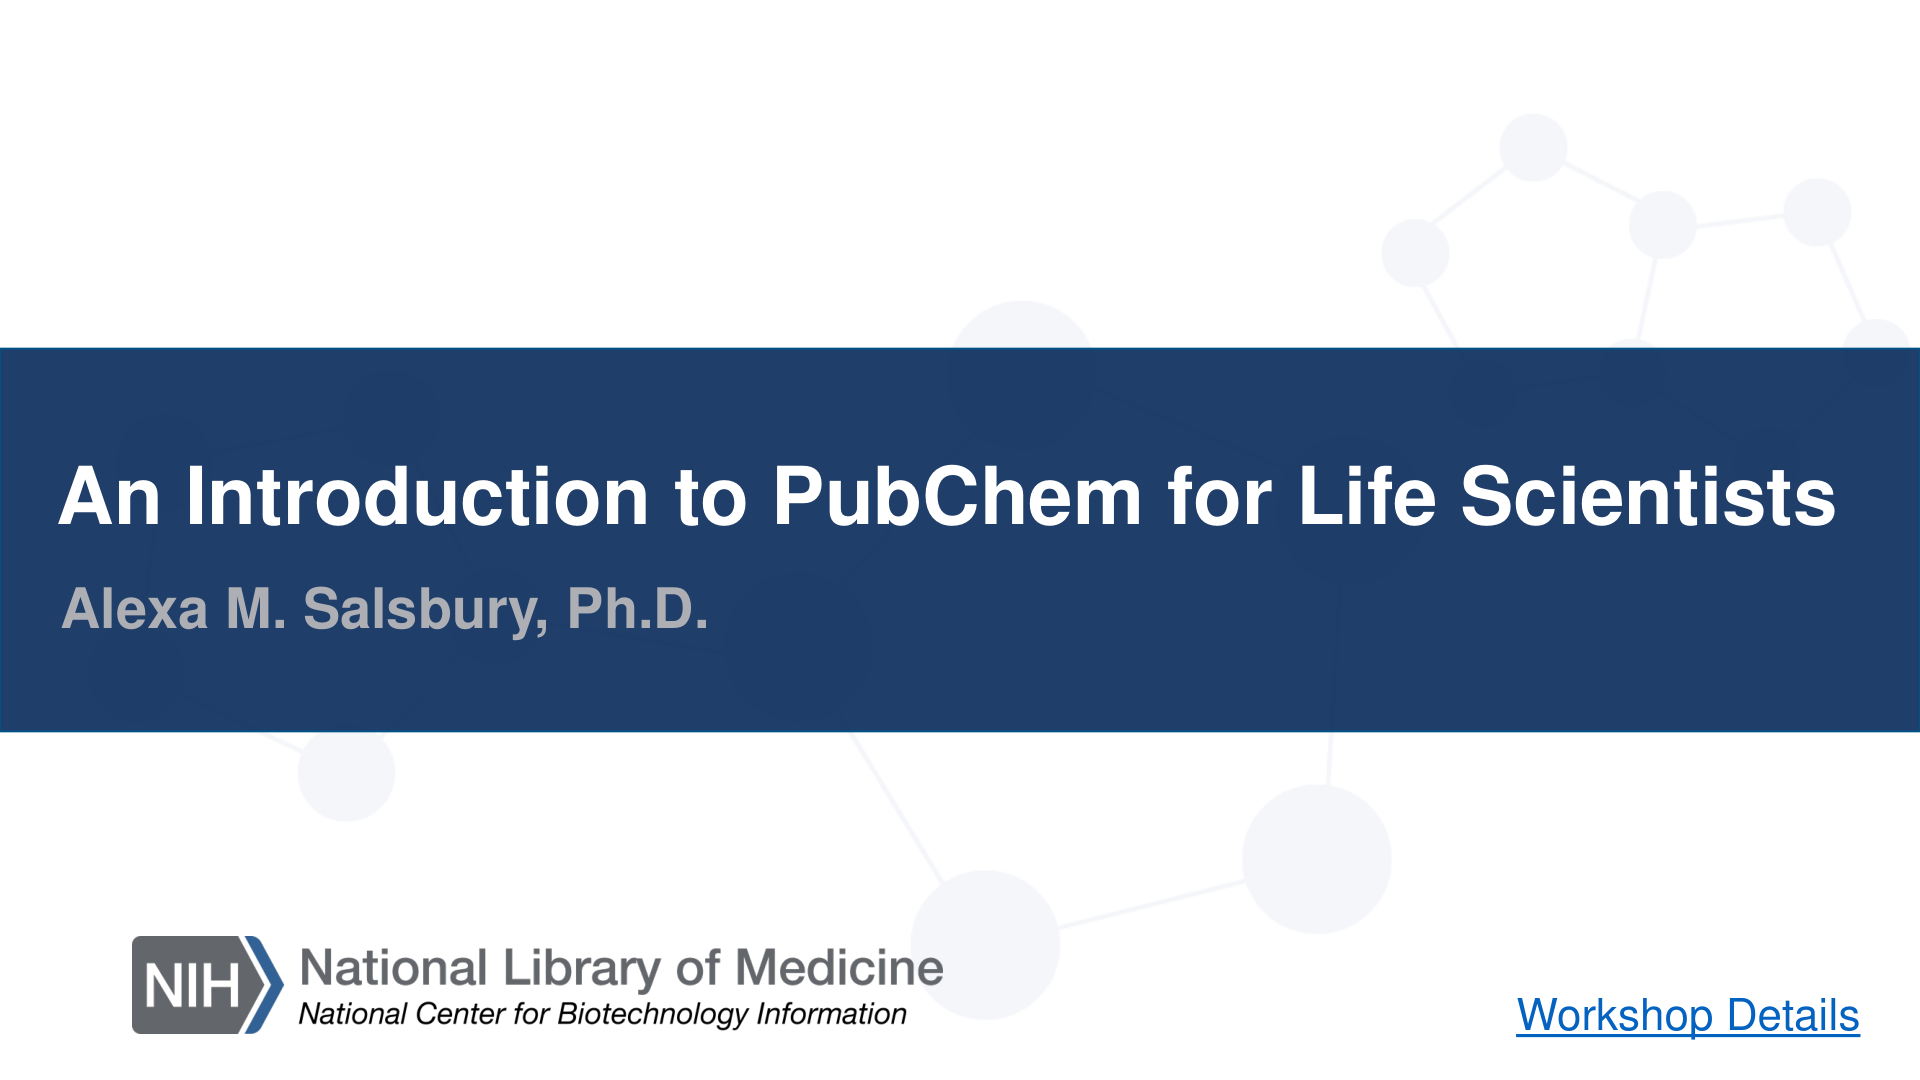 An Introduction to PubChem for Life Scientists
Alexa M. Salsbury, Ph.D.
NIH
National Library of Medicine
National Center for Biotechnology Information
Workshop Details